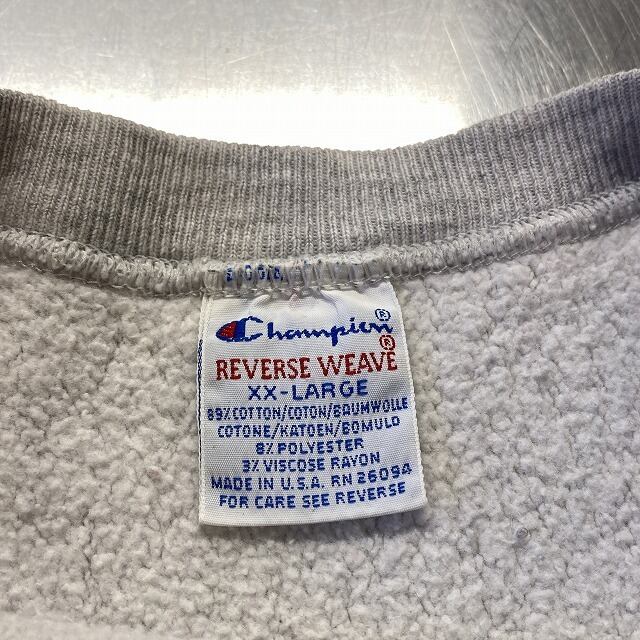 Champion®
REVERSE WEAVE®
XX-LARGE
89% COTTON/COTON/BAUMWOLLE
COTONE/KATOEN/BOMULD
8% POLYESTER
3% VISCOSE RAYON
MADE IN U.S.A. RN 26094
FOR CARE SEE REVERSE